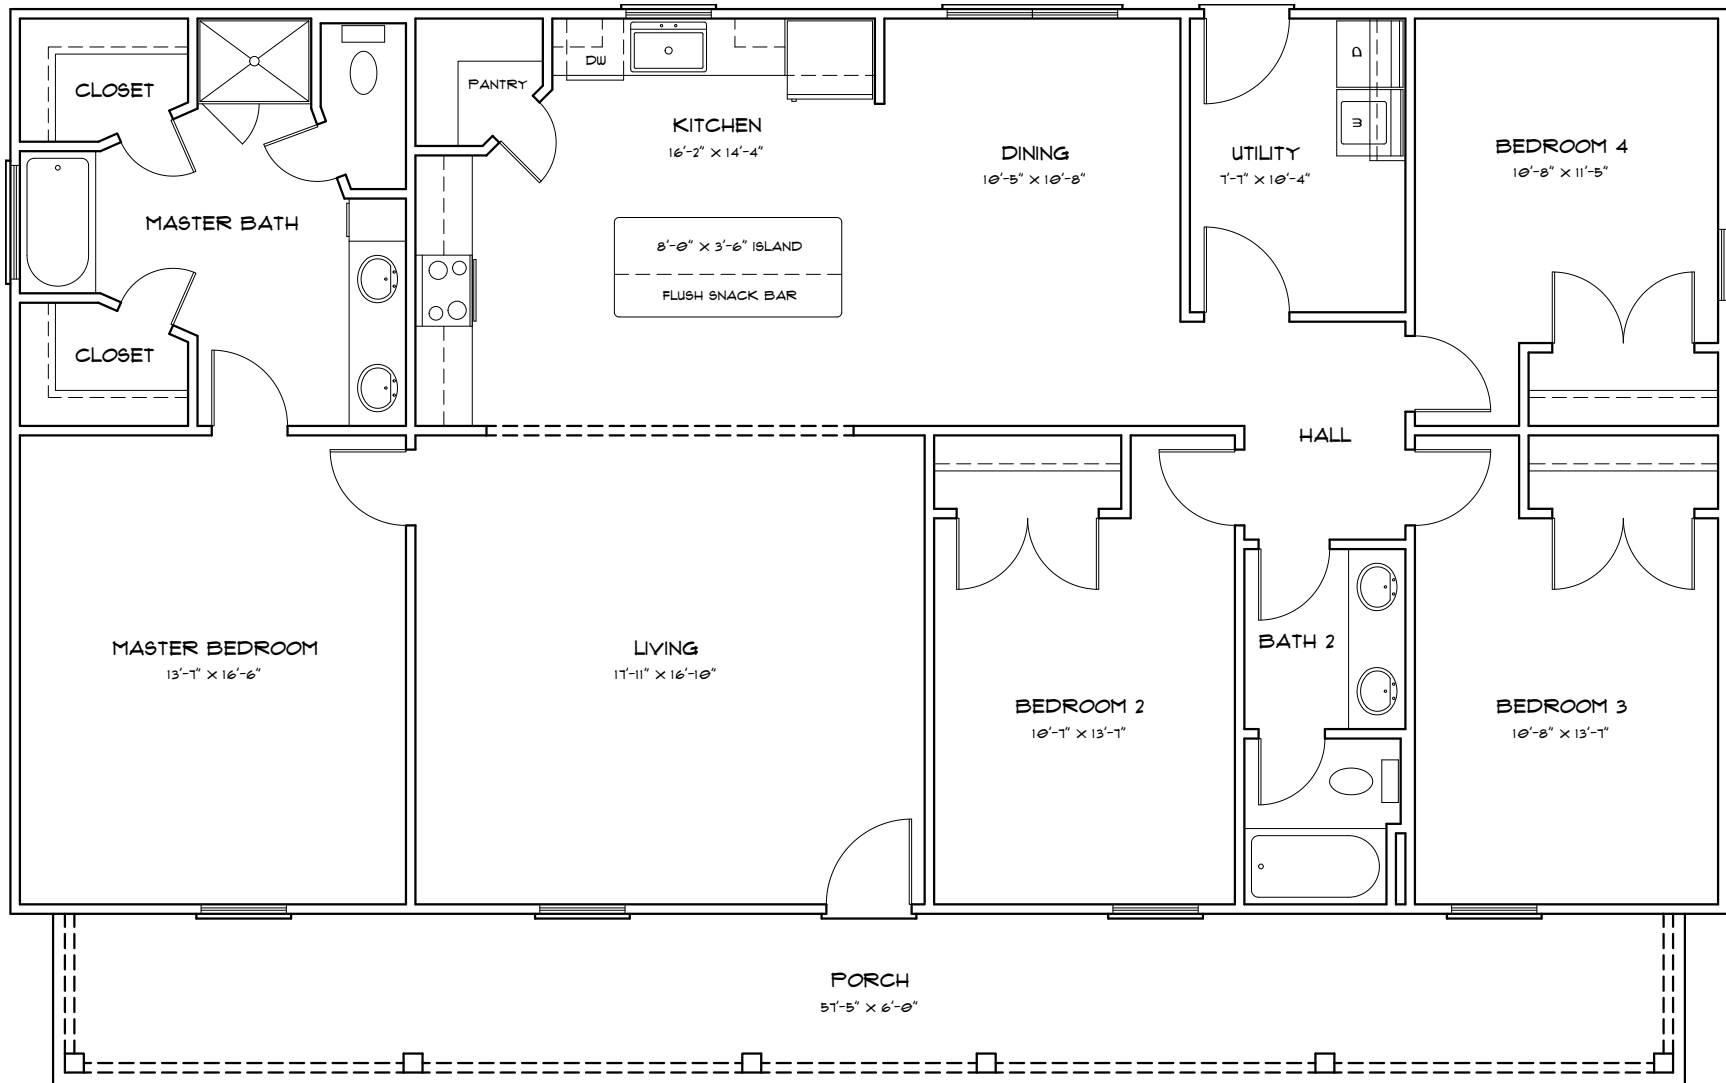 CLOSET
PANTRY
DW
KITCHEN
16'-2" X 14'-4"
DINING
10'-5" X 10'-8"
UTILITY
7'-7" X 10'-4"
D
W
BEDROOM 4
10'-8" X 11'-5"
MASTER BATH
8'-0" X 3'-6" ISLAND
FLUSH SNACK BAR
CLOSET
HALL
MASTER BEDROOM
13'-7" X 16'-6"
LIVING
17'-11" X 16'-10"
BATH 2
BEDROOM 2
10'-7" X 13'-7"
BEDROOM 3
10'-8" X 13'-7"
PORCH
57'-5" X 6'-0"